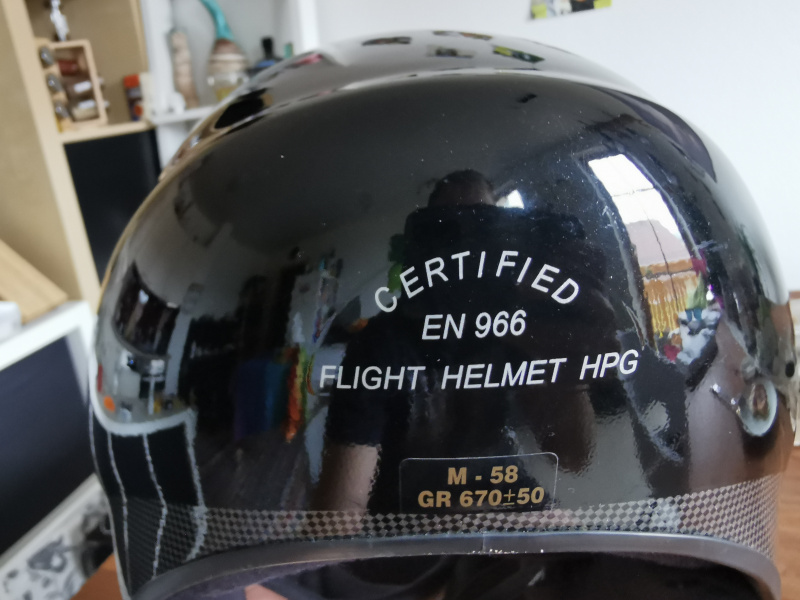 CERTIFIED
EN 966
FLIGHT HELMET HPG
M - 58
GR 670±50